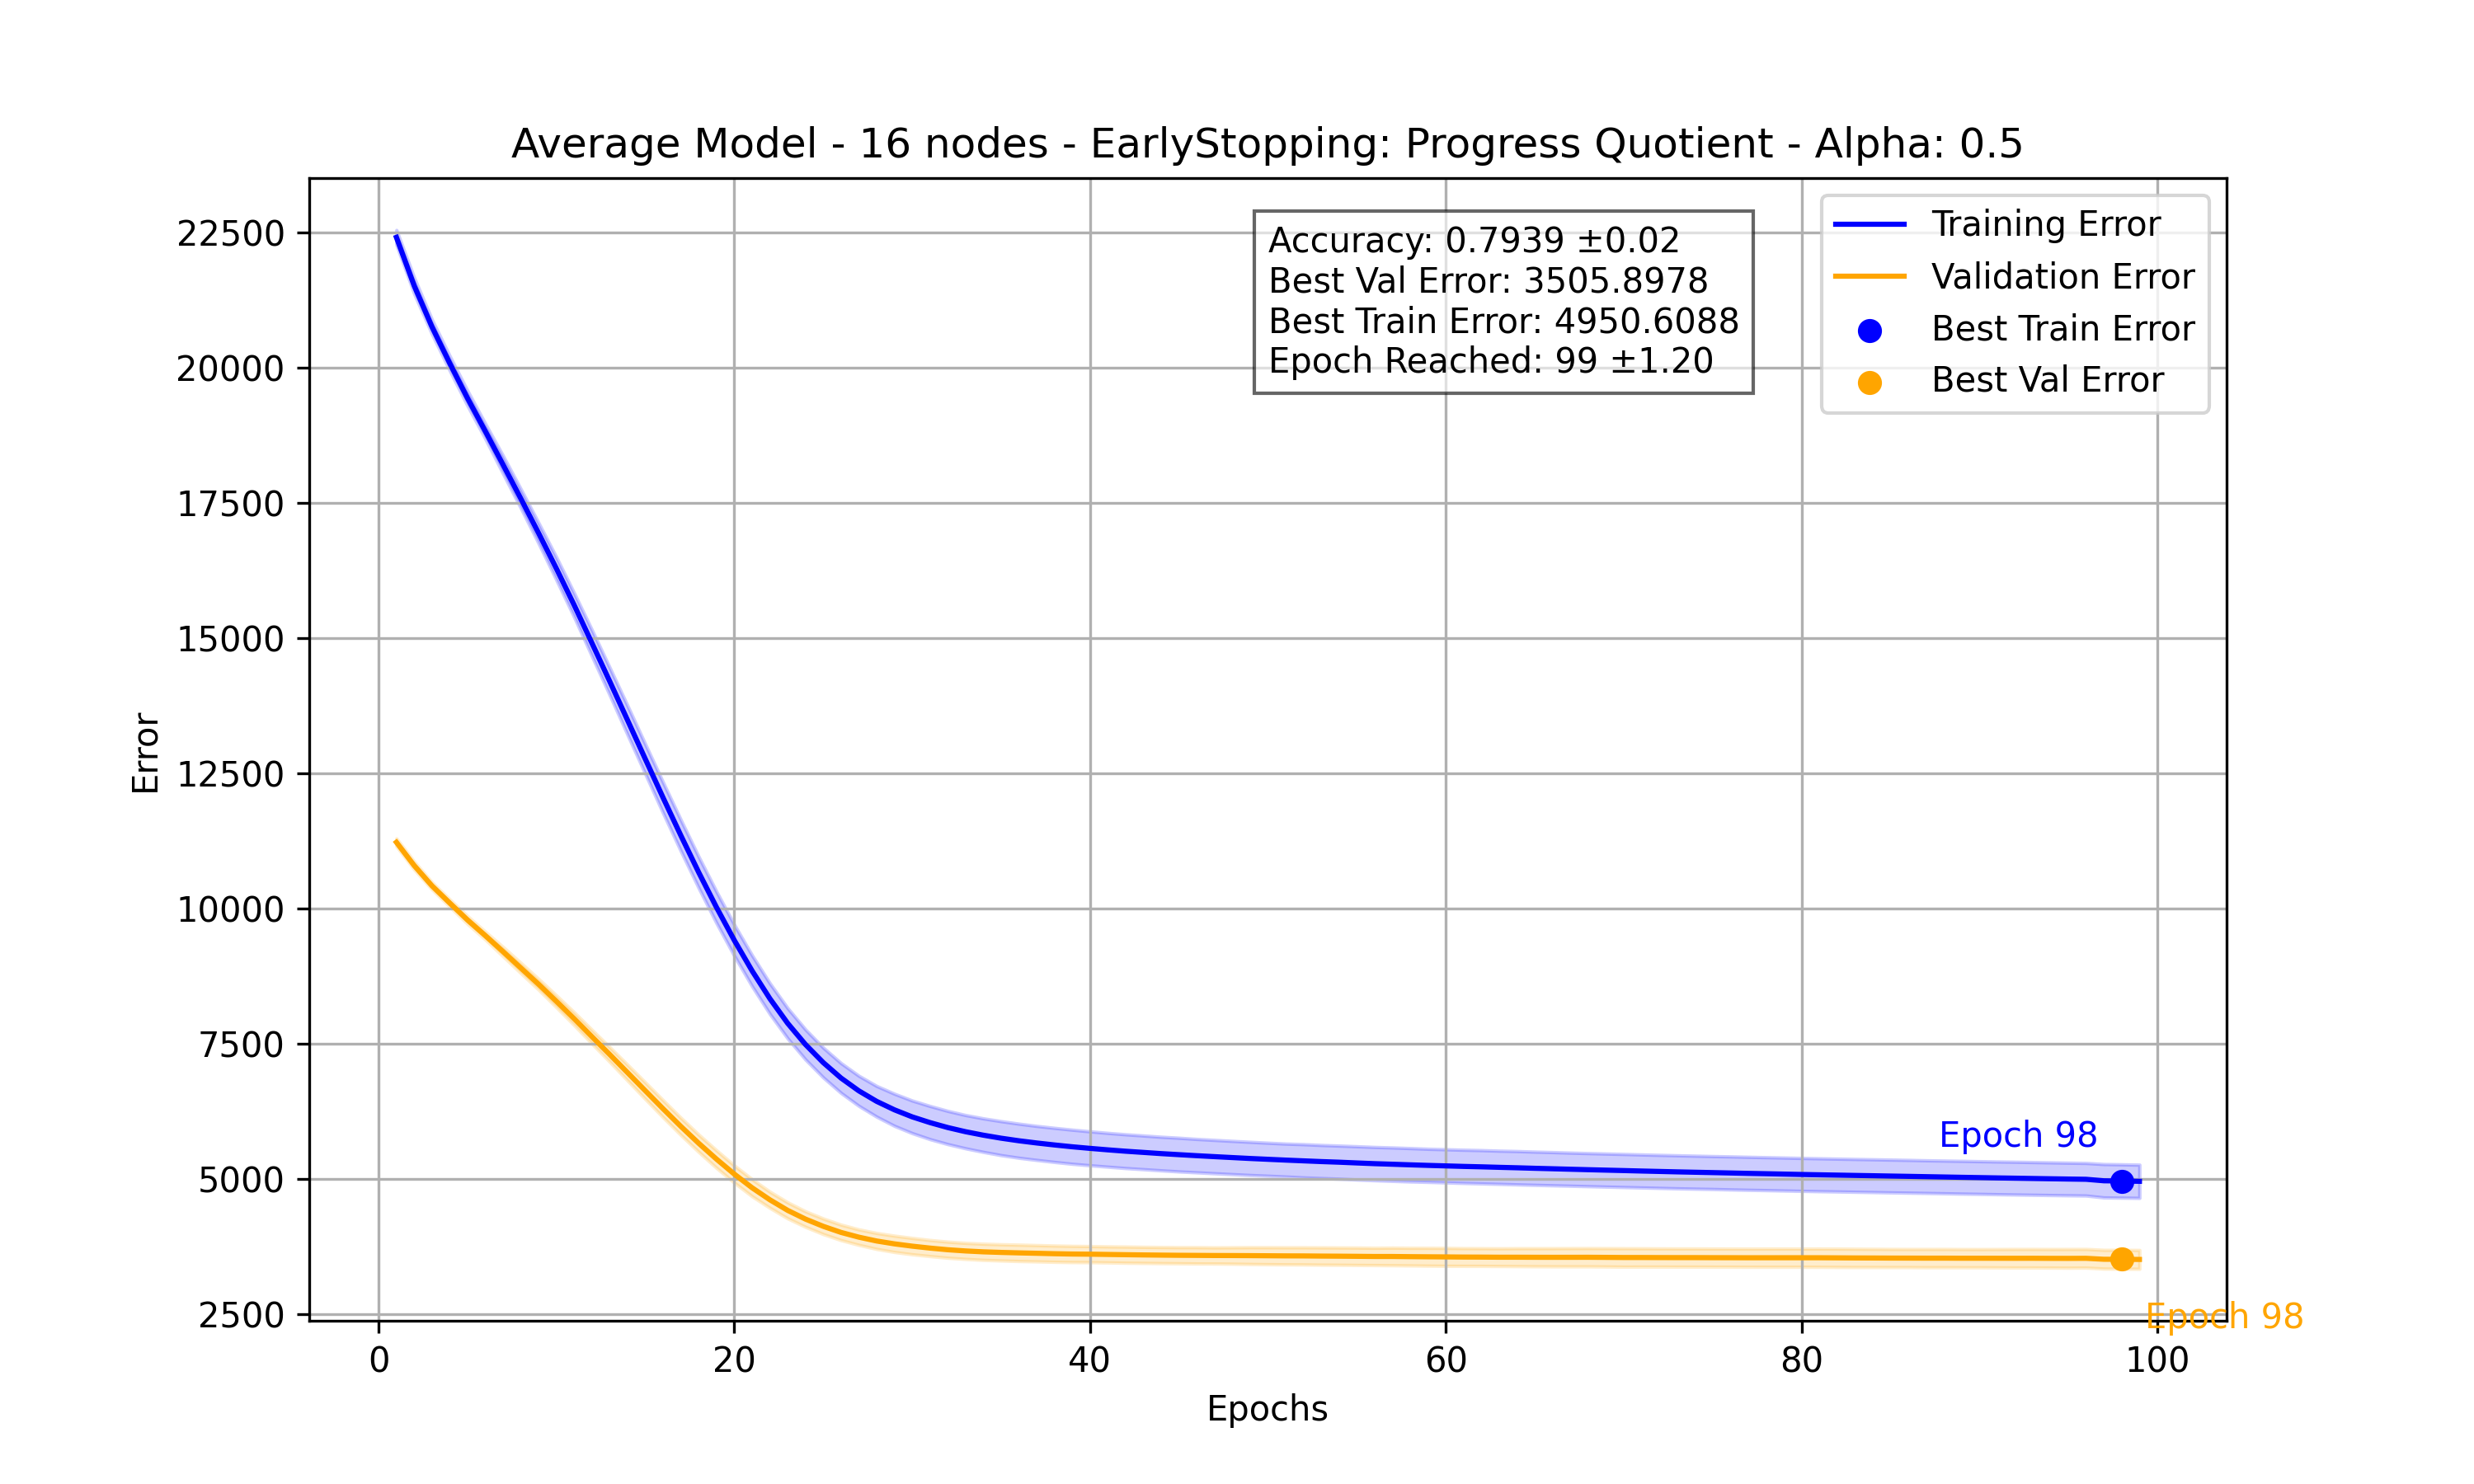 Average Model - 16 nodes - EarlyStopping: Progress Quotient - Alpha: 0.5
Accuracy: 0.7939 ±0.02
Best Val Error: 3505.8978
Best Train Error: 4950.6088
Epoch Reached: 99 ±1.20
Training Error
Validation Error
Best Train Error
Best Val Error
22500
20000
17500
15000
12500
10000
7500
5000
2500
Error
Epoch 98
Epoch 98
0 20 40 60 80 100
Epochs